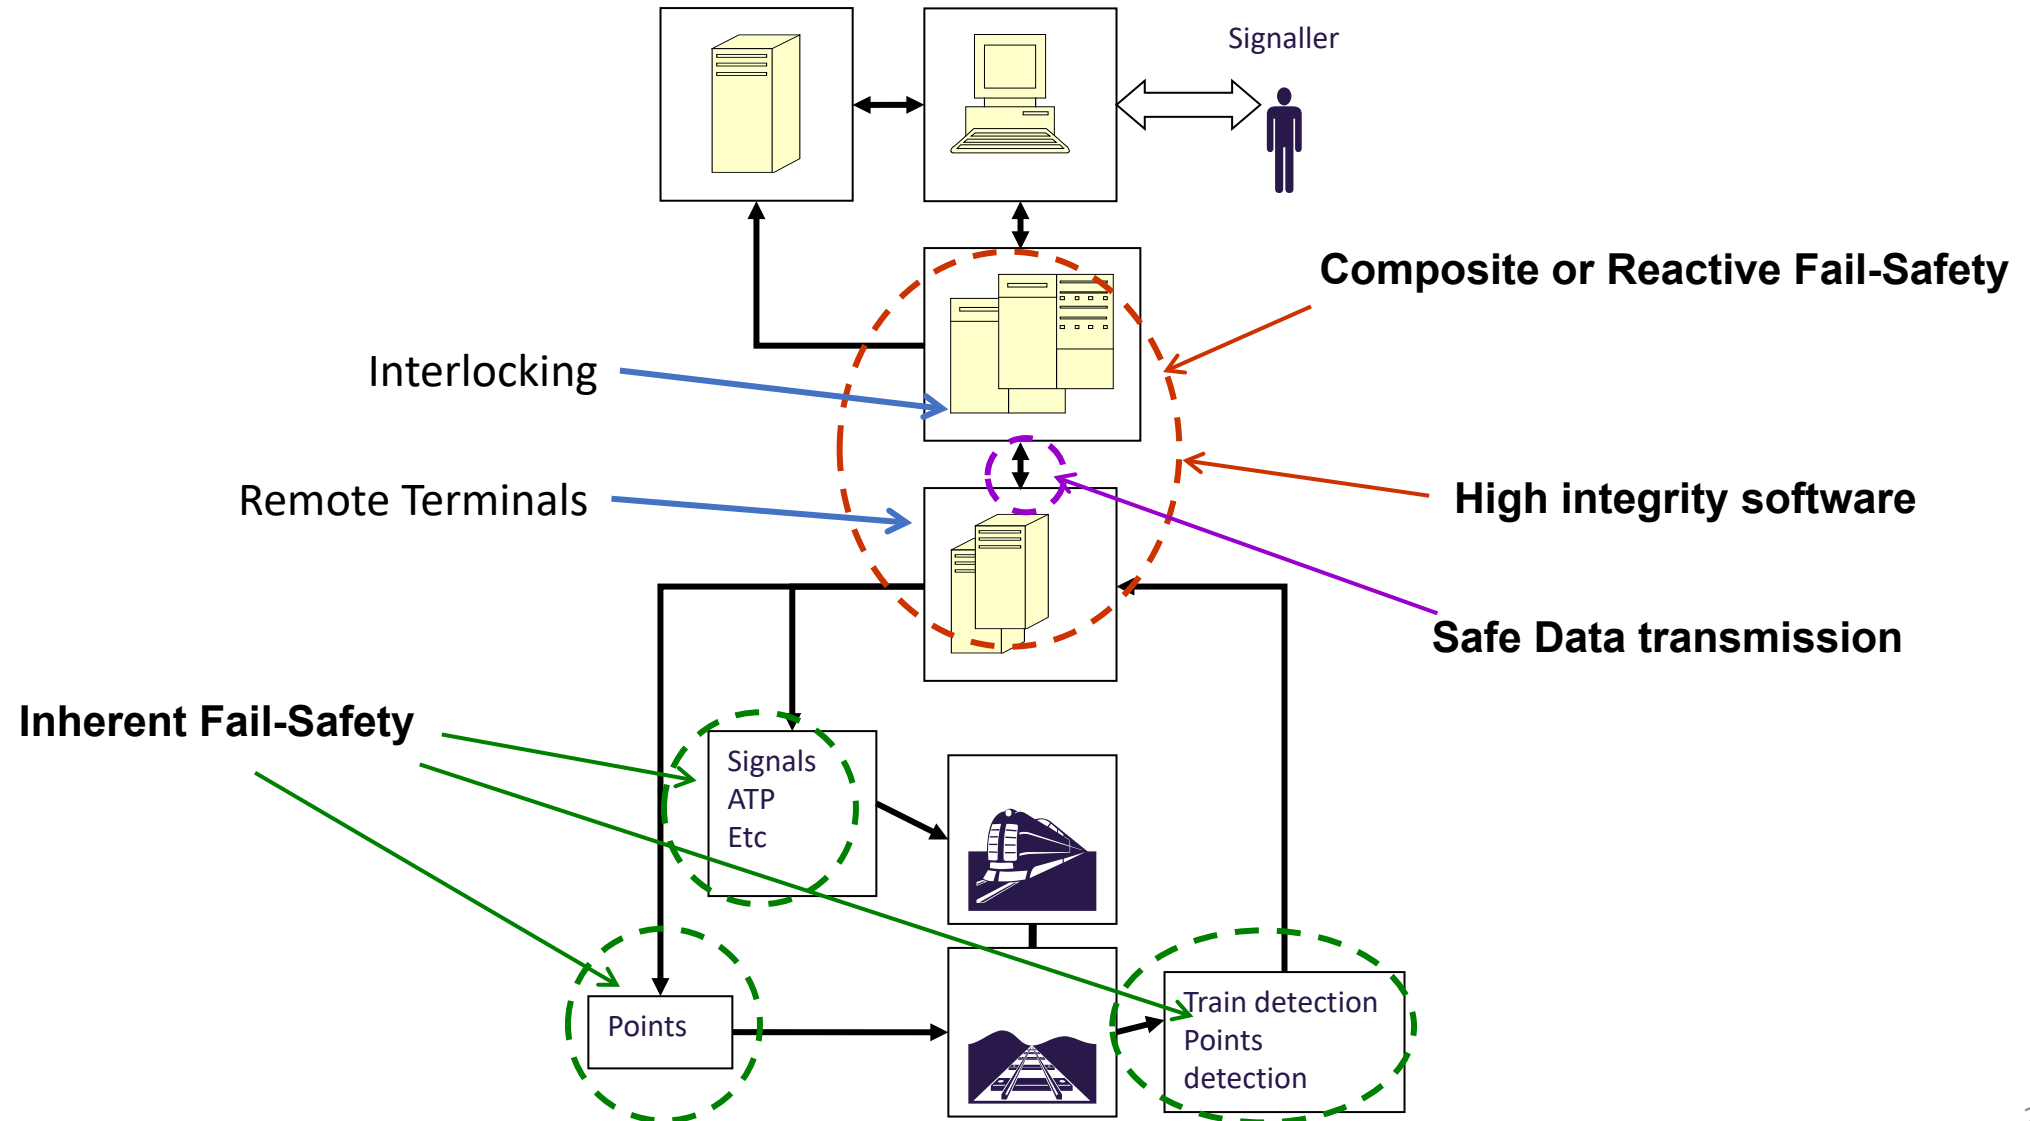 Signaller
Composite or Reactive Fail-Safety
Interlocking
Remote Terminals
High integrity software
Safe Data transmission
Inherent Fail-Safety
Signals
ATP
Etc
Points
Train detection
Points
detection